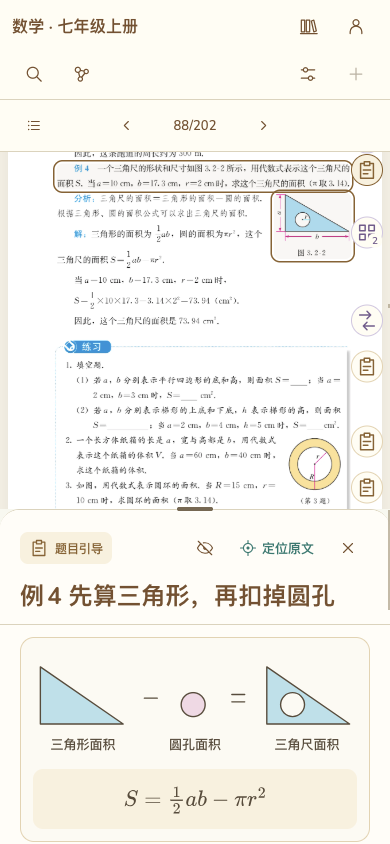 数学 · 七年级上册
88/202
因此，这条跑道的周长约为 300 m.
例 4 一个三角尺的形状和尺寸如图 3.2-2 所示，用代数式表示这个三角尺的
面积 S. 当 a=10 cm, b=17.3 cm, r=2 cm 时，求这个三角尺的面积 (π 取 3.14).
分析：三角尺的面积=三角形的面积-圆的面积.
根据三角形、圆的面积公式可以求出三角尺的面积.
解：三角形的面积为 1/2 ab, 圆的面积为 πr², 这个
三角尺的面积 S=1/2 ab-πr².
当 a=10 cm, b=17.3 cm, r=2 cm 时,
S=1/2×10×17.3-3.14×2²=73.94 (cm²).
因此，这个三角尺的面积是 73.94 cm².
a
r
b
图 3.2-2
2
练习
1. 填空题.
(1) 若 a, b 分别表示平行四边形的底和高，则面积 S=____; 当 a=
2 cm, b=3 cm 时, S=____ cm².
(2) 若 a, b 分别表示梯形的上底和下底, h 表示梯形的高, 则面积
S=________; 当 a=2 cm, b=4 cm, h=5 cm 时, S=____ cm².
2. 一个长方体纸箱的长是 a, 宽与高都是 b, 用代数式
表示这个纸箱的体积 V. 当 a=60 cm, b=40 cm 时,
求这个纸箱的体积.
3. 如图，用代数式表示圆环的面积. 当 R=15 cm, r=
10 cm 时, 求圆环的面积 (π 取 3.14).
r
R
(第 3 题)
题目引导
定位原文
例 4 先算三角形，再扣掉圆孔
− =
三角形面积 圆孔面积 三角尺面积
S = 1/2 ab − πr²